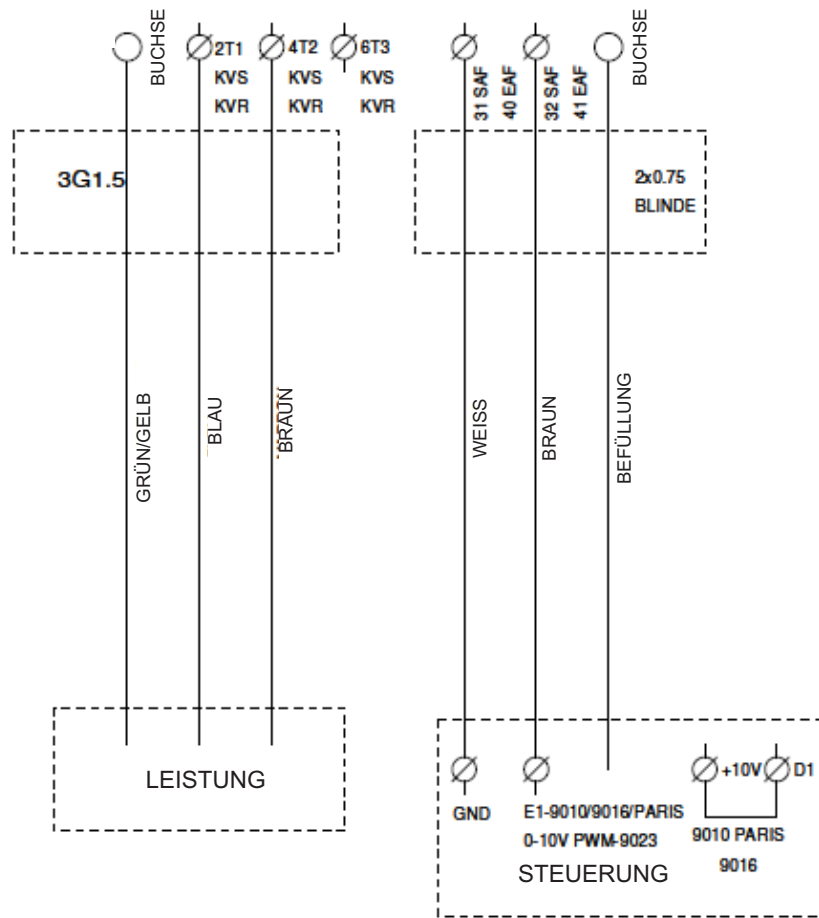 BUCHSE
2T1
KVS
KVR
4T2
KVS
KVR
6T3
KVS
KVR
31 SAF
40 EAF
32 SAF
41 EAF
BUCHSE
3G1.5
2x0.75
BLINDE
GRÜN/GELB
BLAU
BRAUN
WEISS
BRAUN
BEFÜLLUNG
LEISTUNG
GND
E1-9010/9016/PARIS
0-10V PWM-9023
+10V
D1
9010 PARIS
9016
STEUERUNG